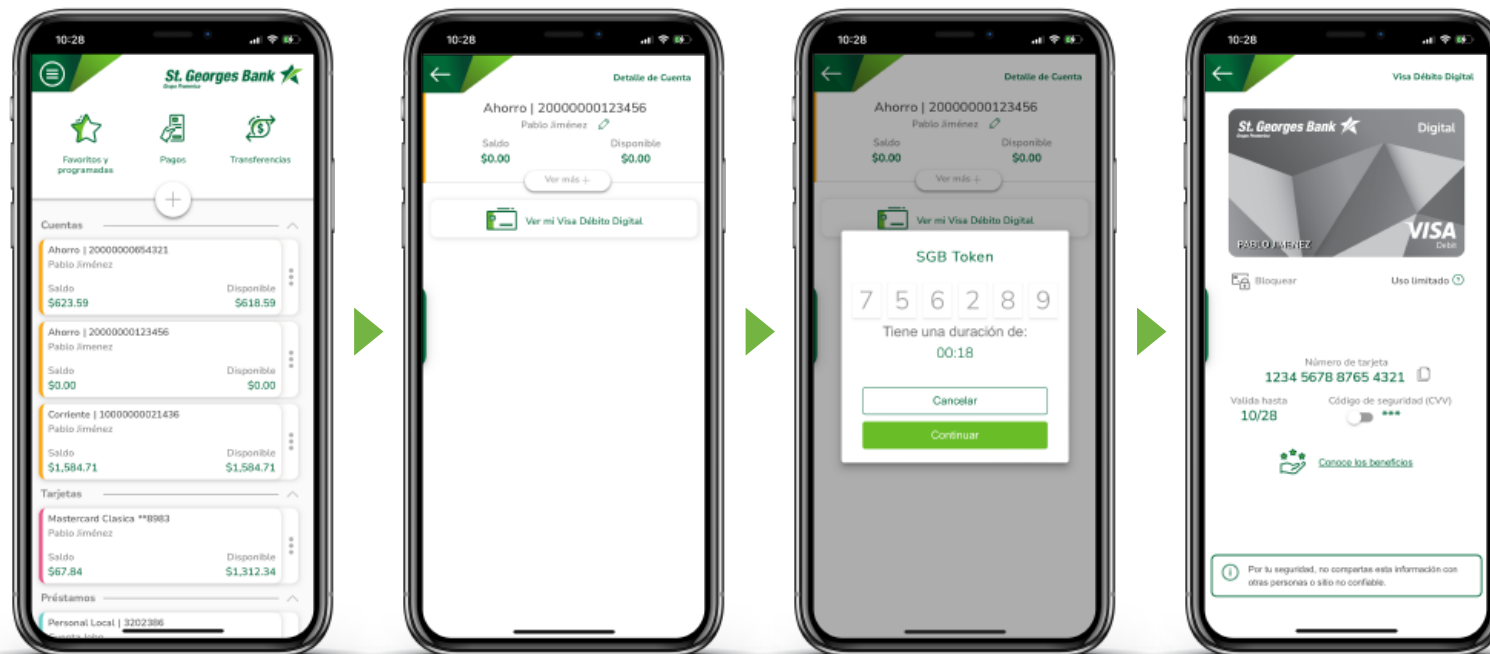 10:28
St. Georges Bank
Grupo Promerica
Favoritos y
programadas
Pagos
Transferencias
Cuentas
Ahorro | 20000000654321
Pablo Jiménez
Saldo Disponible
$623.59 $618.59
Ahorro | 20000000123456
Pablo Jimenez
Saldo Disponible
$0.00 $0.00
Corriente | 10000000021436
Pablo Jiménez
Saldo Disponible
$1,584.71 $1,584.71
Tarjetas
Mastercard Clasica **8983
Pablo Jiménez
Saldo Disponible
$67.84 $1,312.34
Préstamos
Personal Local | 3202386
Cuenta John
10:28
Detalle de Cuenta
Ahorro | 20000000123456
Pablo Jiménez
Saldo Disponible
$0.00 $0.00
Ver más +
Ver mi Visa Débito Digital
10:28
Detalle de Cuenta
Ahorro | 20000000123456
Pablo Jiménez
Saldo Disponible
$0.00 $0.00
Ver más +
Ver mi Visa Débito Digital
SGB Token
7 5 6 2 8 9
Tiene una duración de:
00:18
Cancelar
Continuar
10:28
Visa Débito Digital
St. Georges Bank Digital
Grupo Promerica
VISA
PABLO JIMENEZ Debit
Bloquear Uso limitado
Número de tarjeta
1234 5678 8765 4321
Valida hasta Código de seguridad (CVV)
10/28 ***
Conoce los beneficios
Por tu seguridad, no compartas esta información con
otras personas o sitio no confiable.